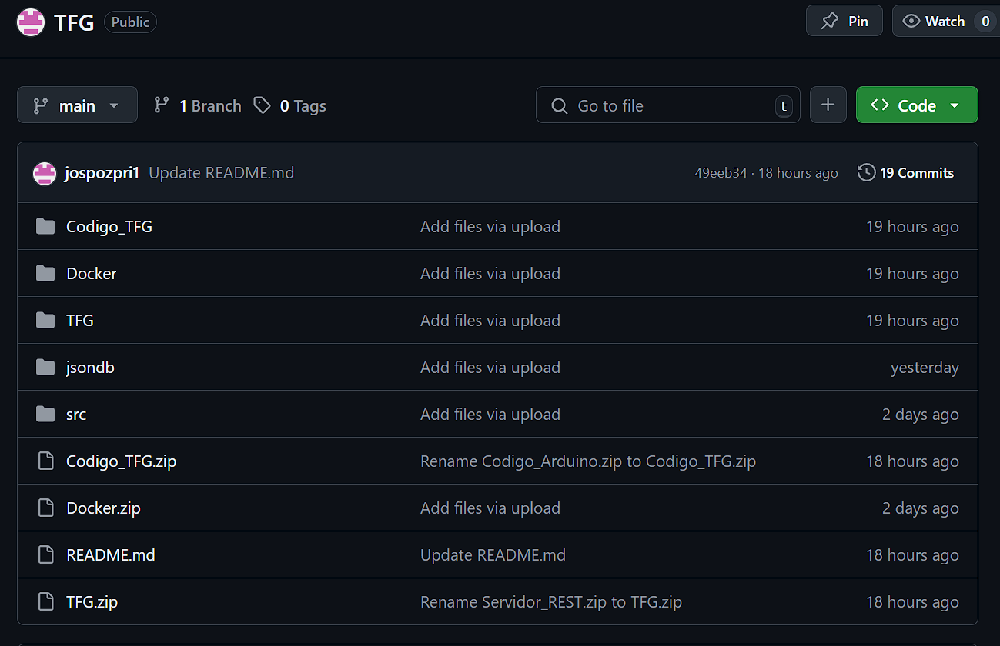 TFG Public Pin Watch 0
main 1 Branch 0 Tags Go to file t + Code
jospozpri1 Update README.md 49eeb34 · 18 hours ago 19 Commits
Codigo_TFG Add files via upload 19 hours ago
Docker Add files via upload 19 hours ago
TFG Add files via upload 19 hours ago
jsondb Add files via upload yesterday
src Add files via upload 2 days ago
Codigo_TFG.zip Rename Codigo_Arduino.zip to Codigo_TFG.zip 18 hours ago
Docker.zip Add files via upload 2 days ago
README.md Update README.md 18 hours ago
TFG.zip Rename Servidor_REST.zip to TFG.zip 18 hours ago